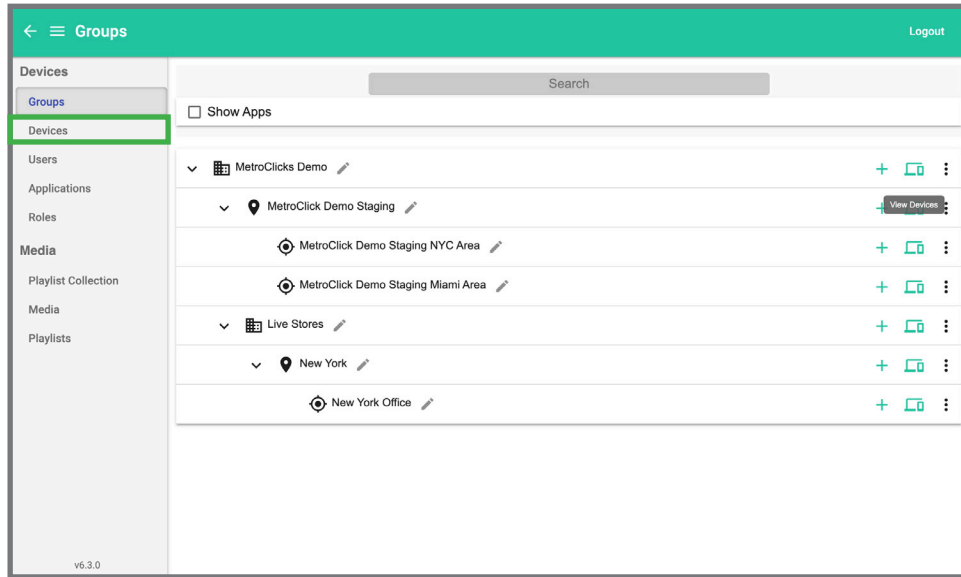 Groups
Logout
Devices
Groups
Devices
Users
Applications
Roles
Media
Playlist Collection
Media
Playlists
v6.3.0
Search
Show Apps
MetroClicks Demo
MetroClick Demo Staging
View Devices
MetroClick Demo Staging NYC Area
MetroClick Demo Staging Miami Area
Live Stores
New York
New York Office